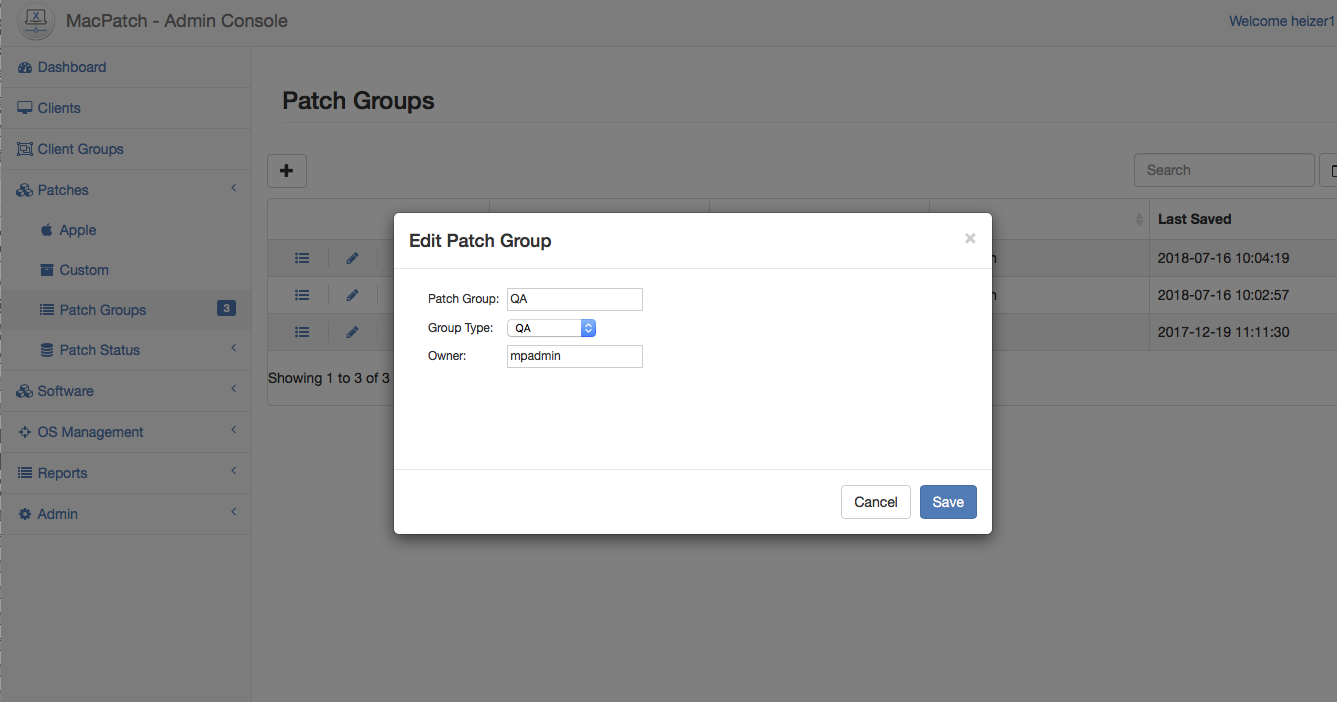 MacPatch - Admin Console
Welcome heizer1
Dashboard
Clients
Client Groups
Patches
Apple
Custom
Patch Groups 3
Patch Status
Software
OS Management
Reports
Admin
Patch Groups
Search
Last Saved
2018-07-16 10:04:19
2018-07-16 10:02:57
2017-12-19 11:11:30
Showing 1 to 3 of 3
Edit Patch Group
Patch Group: QA
Group Type: QA
Owner: mpadmin
Cancel Save